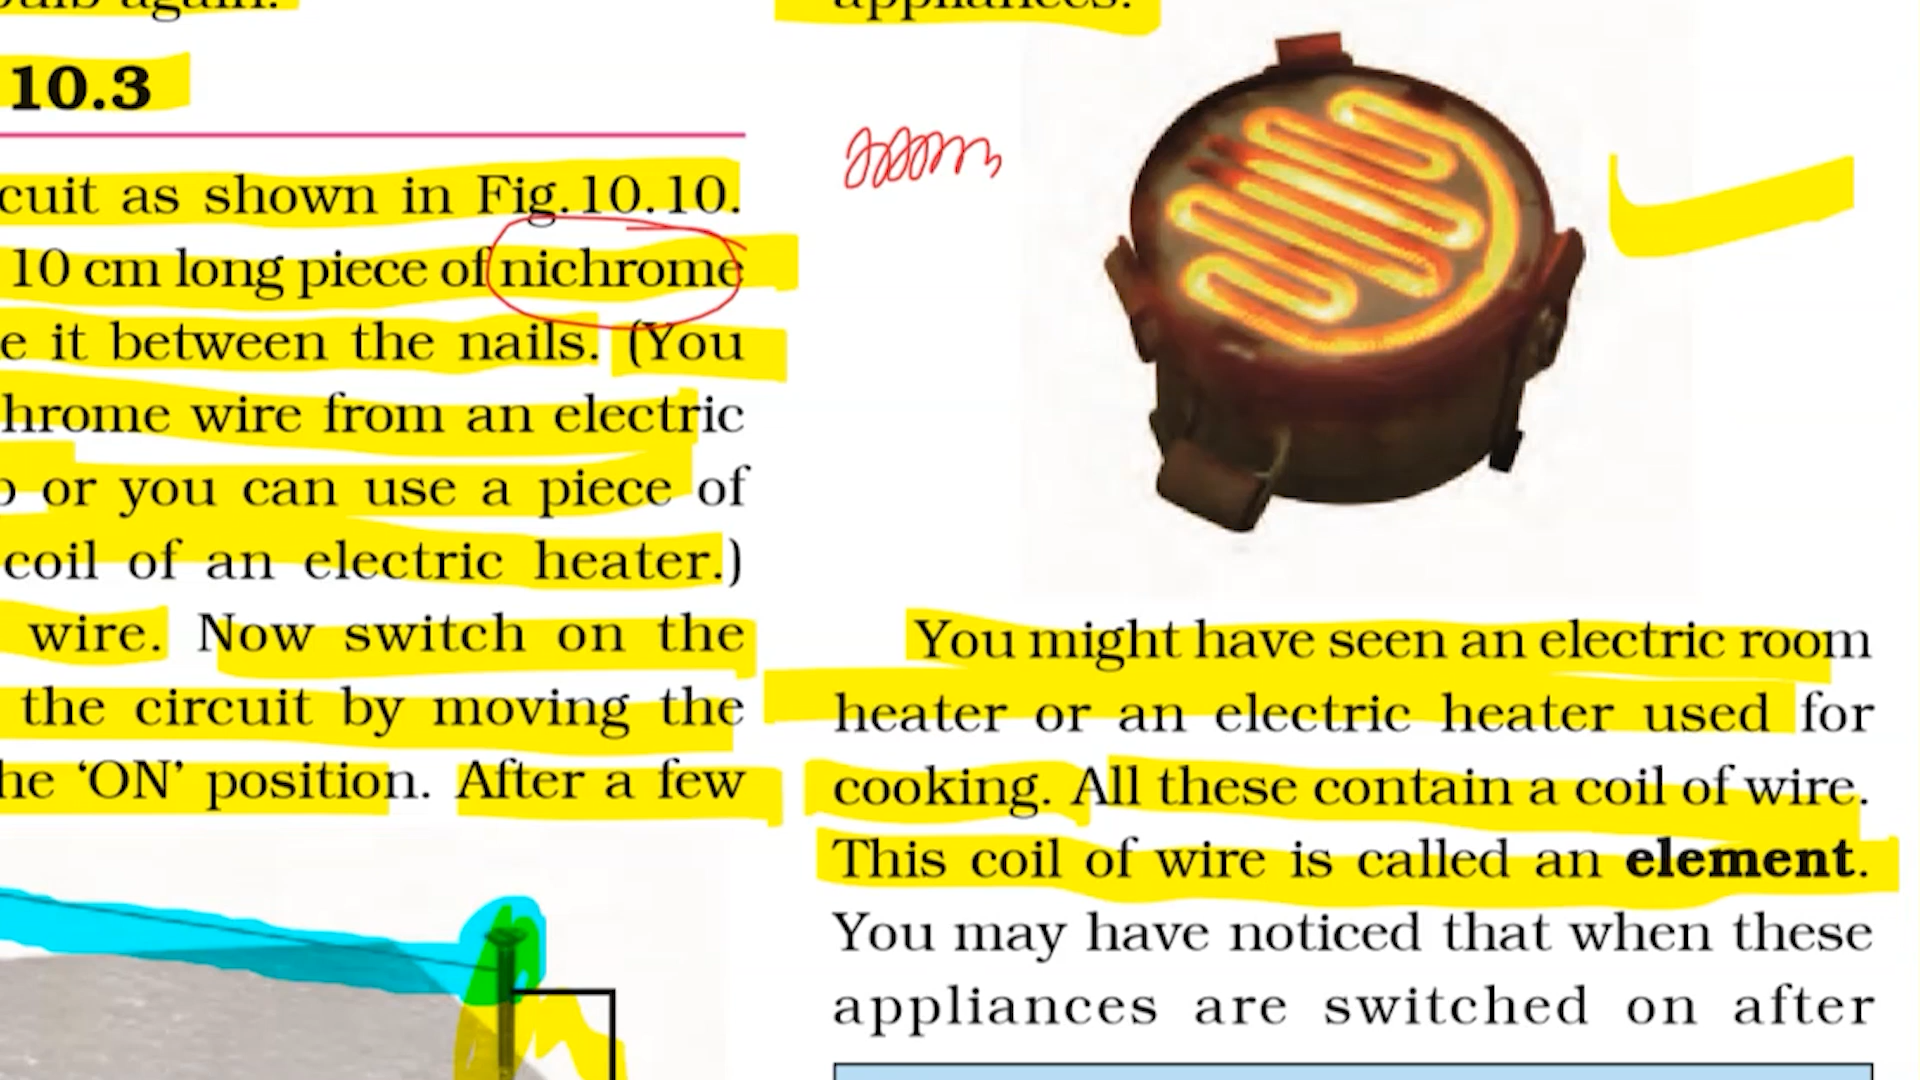 bulb again.
10.3
cuit as shown in Fig.10.10.
10 cm long piece of nichrome
e it between the nails. (You
hrome wire from an electric
or you can use a piece of
coil of an electric heater.)
wire. Now switch on the
the circuit by moving the
he ‘ON’ position. After a few
appliances.
You might have seen an electric room
heater or an electric heater used for
cooking. All these contain a coil of wire.
This coil of wire is called an element.
You may have noticed that when these
appliances are switched on after